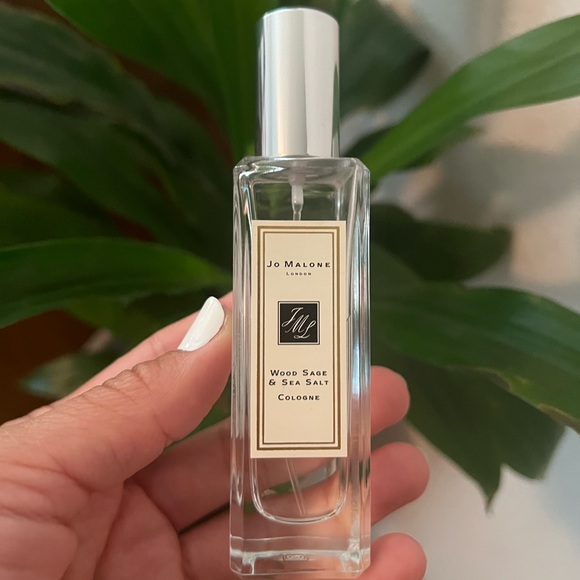 Jo Malone
London
JML
Wood Sage
& Sea Salt
Cologne